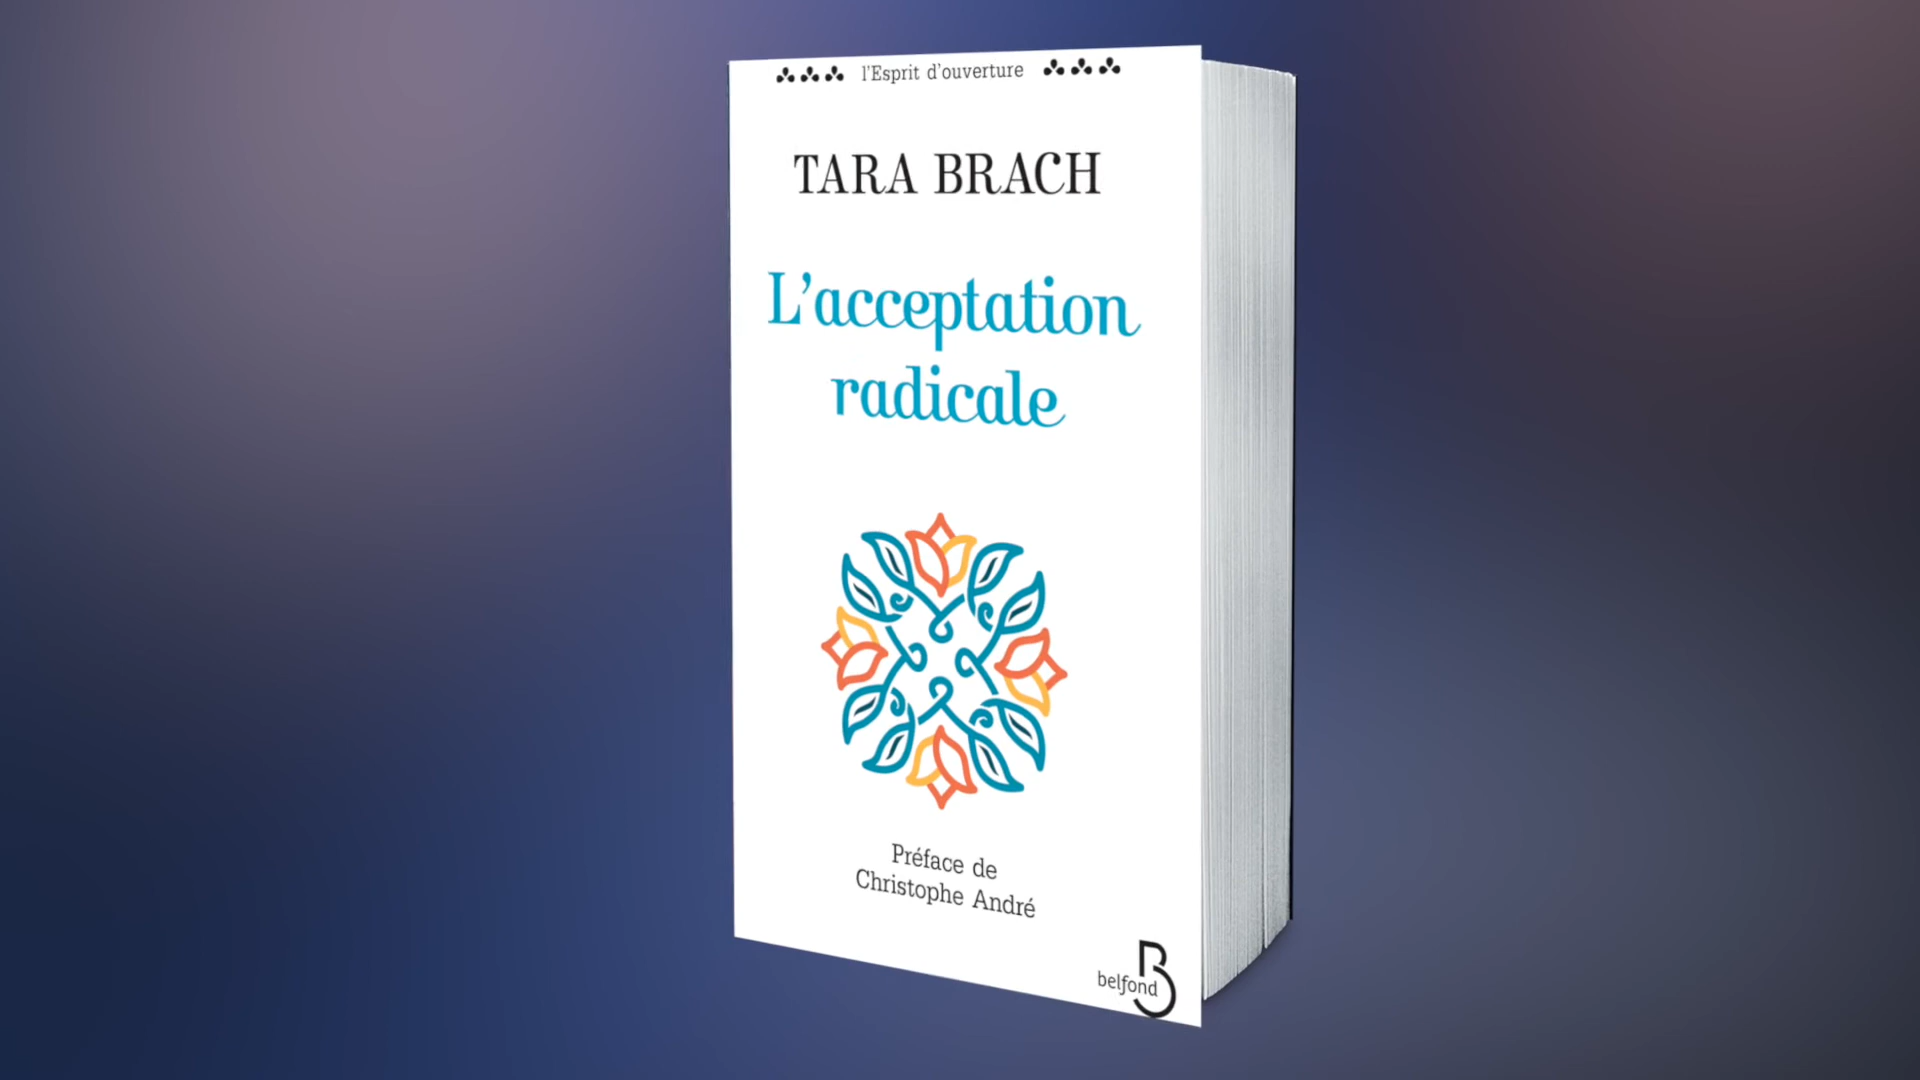 l'Esprit d'ouverture
TARA BRACH
L'acceptation
radicale
Préface de
Christophe André
B
belfond